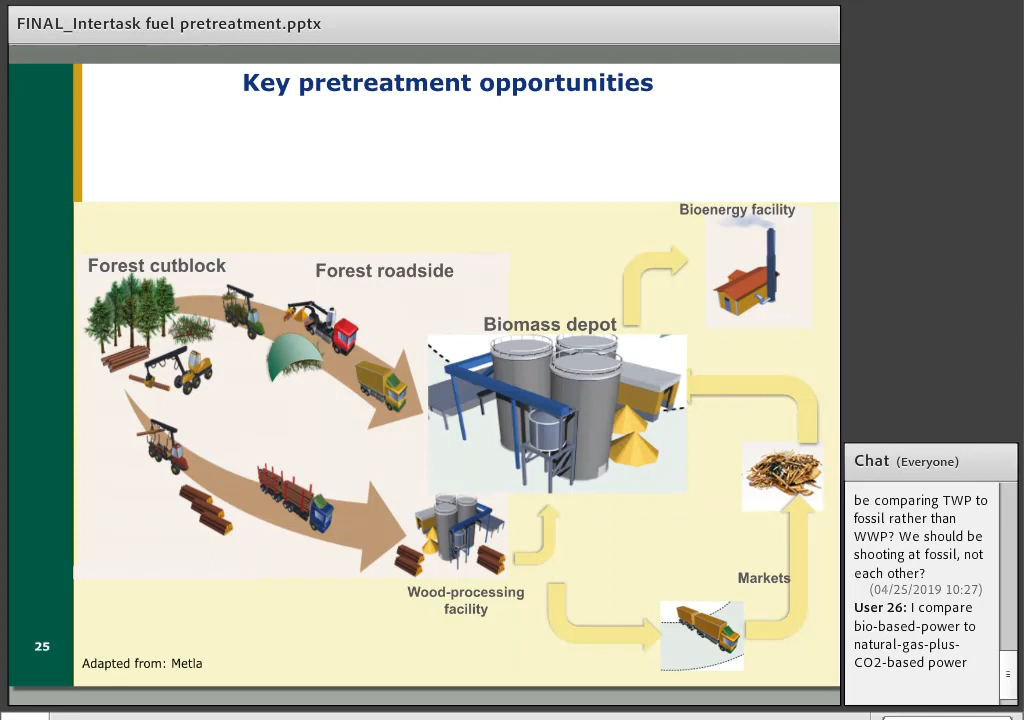 FINAL_Intertask fuel pretreatment.pptx
Key pretreatment opportunities
Bioenergy facility
Forest cutblock
Forest roadside
Biomass depot
Markets
Wood-processing
facility
25
Adapted from: Metla
Chat (Everyone)
be comparing TWP to
fossil rather than
WWP? We should be
shooting at fossil, not
each other?
(04/25/2019 10:27)
User 26: I compare
bio-based-power to
natural-gas-plus-
CO2-based power